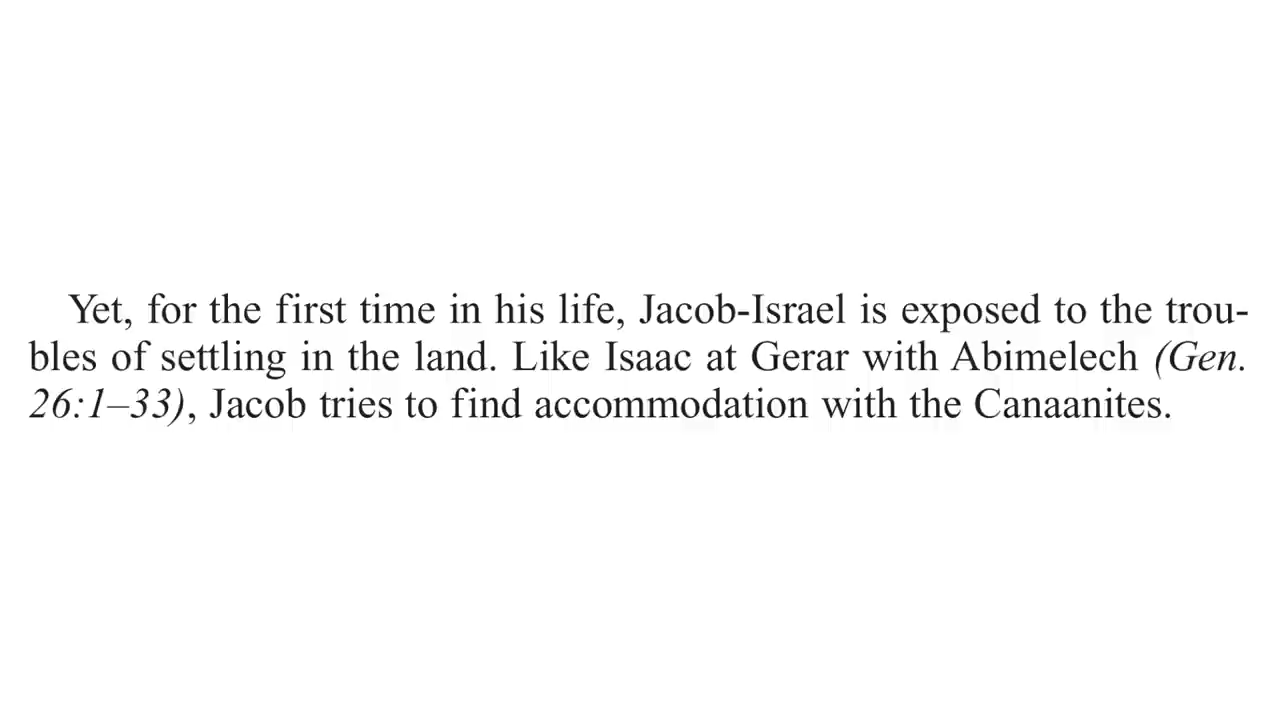 Yet, for the first time in his life, Jacob-Israel is exposed to the trou-
bles of settling in the land. Like Isaac at Gerar with Abimelech (Gen.
26:1–33), Jacob tries to find accommodation with the Canaanites.